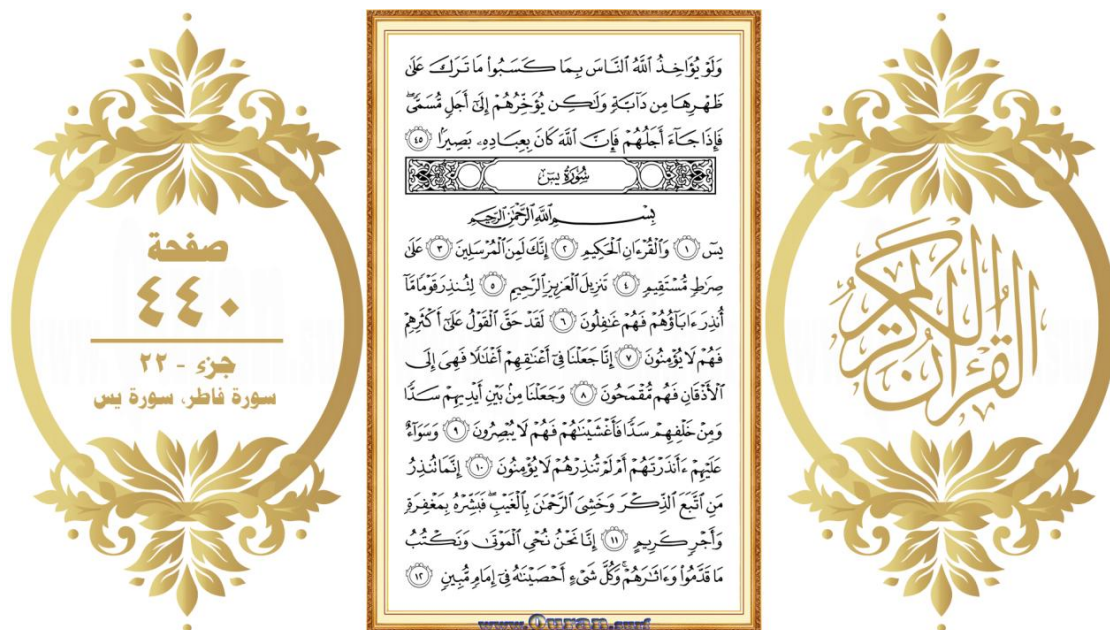 صفحة
٤٤٠
جزء - ٢٢
سورة فاطر، سورة يس
وَلَوْ يُؤَاخِذُ ٱللَّهُ ٱلنَّاسَ بِمَا كَسَبُوا۟ مَا تَرَكَ عَلَىٰ
ظَهْرِهَا مِن دَآبَّةٍ وَلَـٰكِن يُؤَخِّرُهُمْ إِلَىٰٓ أَجَلٍ مُّسَمًّى ۖ
فَإِذَا جَآءَ أَجَلُهُمْ فَإِنَّ ٱللَّهَ كَانَ بِعِبَادِهِۦ بَصِيرًۢا ٤٥
سُورَةُ يسٓ
بِسْمِ ٱللَّهِ ٱلرَّحْمَـٰنِ ٱلرَّحِيمِ
يسٓ ١ وَٱلْقُرْءَانِ ٱلْحَكِيمِ ٢ إِنَّكَ لَمِنَ ٱلْمُرْسَلِينَ ٣ عَلَىٰ
صِرَٰطٍ مُّسْتَقِيمٍ ٤ تَنزِيلَ ٱلْعَزِيزِ ٱلرَّحِيمِ ٥ لِتُنذِرَ قَوْمًا مَّآ
أُنذِرَ ءَابَآؤُهُمْ فَهُمْ غَـٰفِلُونَ ٦ لَقَدْ حَقَّ ٱلْقَوْلُ عَلَىٰٓ أَكْثَرِهِمْ
فَهُمْ لَا يُؤْمِنُونَ ٧ إِنَّا جَعَلْنَا فِىٓ أَعْنَـٰقِهِمْ أَغْلَـٰلًا فَهِىَ إِلَى
ٱلْأَذْقَانِ فَهُم مُّقْمَحُونَ ٨ وَجَعَلْنَا مِنۢ بَيْنِ أَيْدِيهِمْ سَدًّا
وَمِنْ خَلْفِهِمْ سَدًّا فَأَغْشَيْنَـٰهُمْ فَهُمْ لَا يُبْصِرُونَ ٩ وَسَوَآءٌ
عَلَيْهِمْ ءَأَنذَرْتَهُمْ أَمْ لَمْ تُنذِرْهُمْ لَا يُؤْمِنُونَ ١٠ إِنَّمَا تُنذِرُ
مَنِ ٱتَّبَعَ ٱلذِّكْرَ وَخَشِىَ ٱلرَّحْمَـٰنَ بِٱلْغَيْبِ ۖ فَبَشِّرْهُ بِمَغْفِرَةٍ
وَأَجْرٍ كَرِيمٍ ١١ إِنَّا نَحْنُ نُحْىِ ٱلْمَوْتَىٰ وَنَكْتُبُ
مَا قَدَّمُوا۟ وَءَاثَـٰرَهُمْ ۚ وَكُلَّ شَىْءٍ أَحْصَيْنَـٰهُ فِىٓ إِمَامٍ مُّبِينٍ ١٢
www.Quran.surf
القرآن الكريم